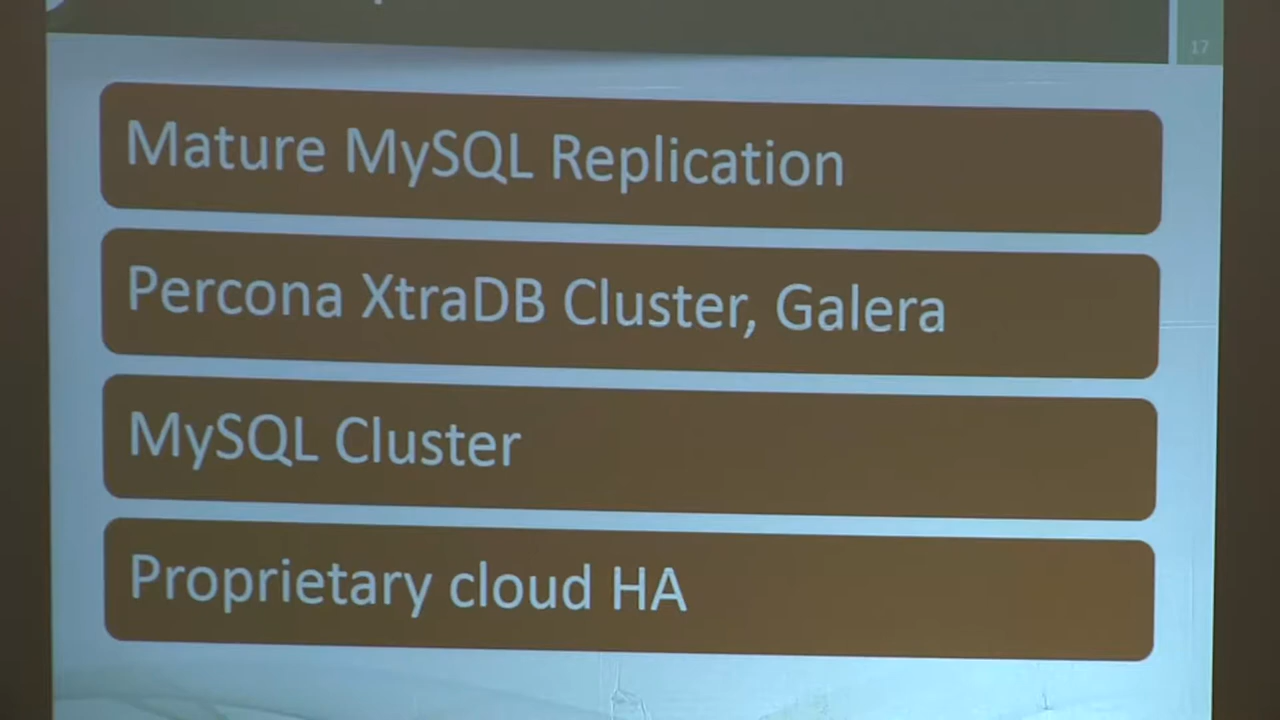 17
Mature MySQL Replication
Percona XtraDB Cluster, Galera
MySQL Cluster
Proprietary cloud HA